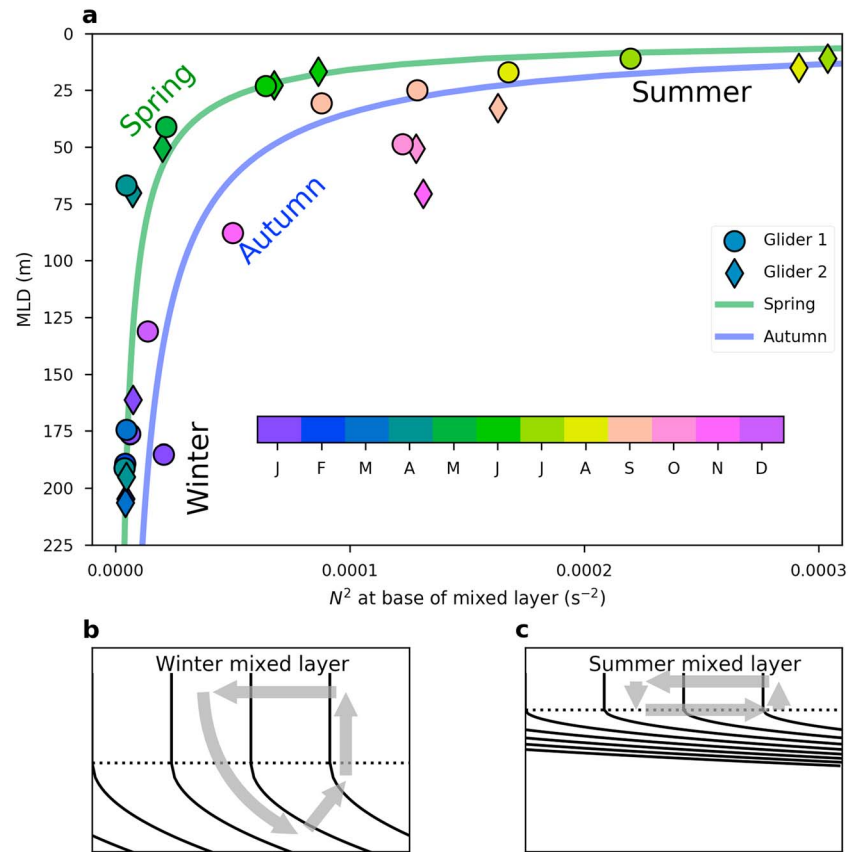 a
0
25
50
75
100
125
150
175
200
225
MLD (m)
Spring
Summer
Autumn
Winter
Glider 1
Glider 2
Spring
Autumn
J F M A M J J A S O N D
0.0000 0.0001 0.0002 0.0003
N² at base of mixed layer (s⁻²)
b
Winter mixed layer
c
Summer mixed layer